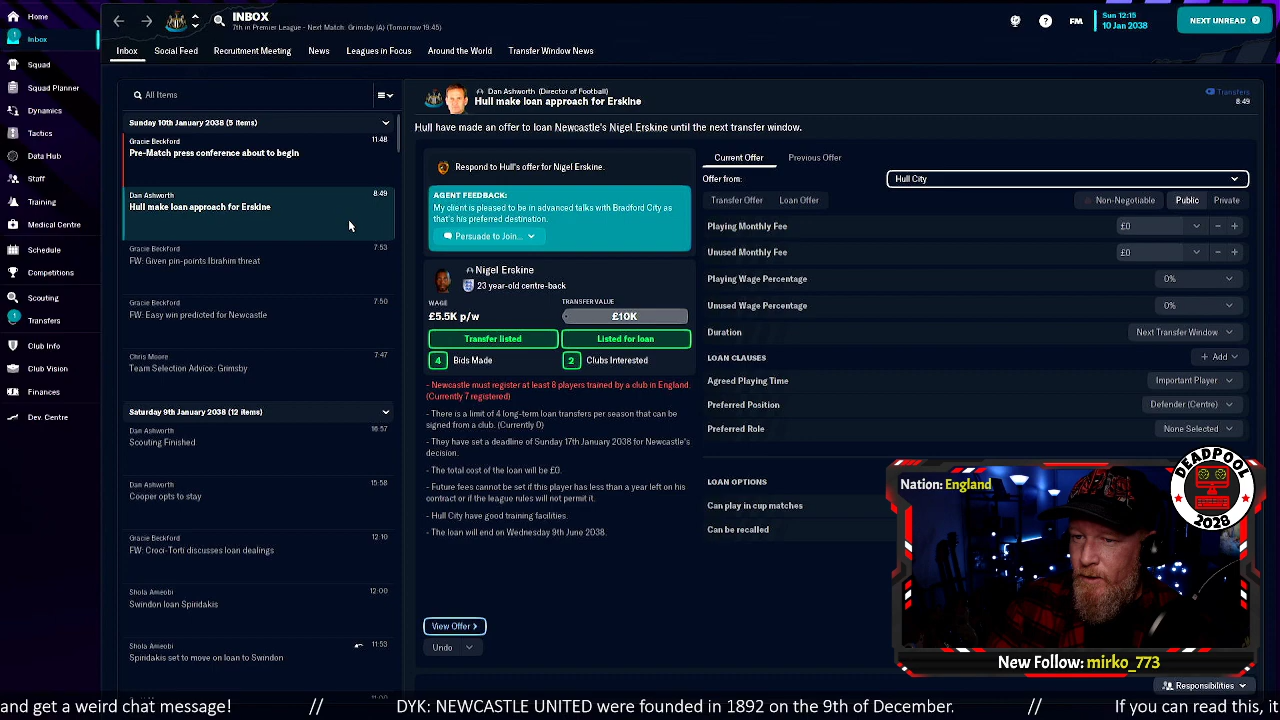 Home
INBOX
7th in Premier League - Next Match: Grimsby (A) (Tomorrow 19:45)
FM
Sun 12:15
10 Jan 2038
NEXT UNREAD
1
Inbox
Inbox
Social Feed
Recruitment Meeting
News
Leagues in Focus
Around the World
Transfer Window News
Squad
Squad Planner
Dynamics
Tactics
Data Hub
Staff
Training
Medical Centre
Schedule
Competitions
Scouting
1
Transfers
Club Info
Club Vision
Finances
Dev. Centre
All Items
Sunday 10th January 2038 (5 items)
Gracie Beckford
11:48
Pre-Match press conference about to begin
Dan Ashworth
8:49
Hull make loan approach for Erskine
Gracie Beckford
7:53
FW: Given pin-points Ibrahim threat
Gracie Beckford
7:50
FW: Easy win predicted for Newcastle
Chris Moore
7:47
Team Selection Advice: Grimsby
Saturday 9th January 2038 (12 items)
Dan Ashworth
16:57
Scouting Finished
Dan Ashworth
15:58
Cooper opts to stay
Gracie Beckford
12:10
FW: Croci-Torti discusses loan dealings
Shola Ameobi
12:00
Swindon loan Spiridakis
Shola Ameobi
11:53
Spiridakis set to move on loan to Swindon
Dan Ashworth (Director of Football)
Hull make loan approach for Erskine
Transfers
8:49
Hull have made an offer to loan Newcastle's Nigel Erskine until the next transfer window.
Respond to Hull's offer for Nigel Erskine.
AGENT FEEDBACK:
My client is pleased to be in advanced talks with Bradford City as
that's his preferred destination.
Persuade to Join...
Nigel Erskine
23 year-old centre-back
WAGE
TRANSFER VALUE
£5.5K p/w
£10K
Transfer listed
Listed for loan
4
Bids Made
2
Clubs Interested
- Newcastle must register at least 8 players trained by a club in England.
(Currently 7 registered)
- There is a limit of 4 long-term loan transfers per season that can be
signed from a club. (Currently 0)
- They have set a deadline of Sunday 17th January 2038 for Newcastle's
decision.
- The total cost of the loan will be £0.
- Future fees cannot be set if this player has less than a year left on his
contract or if the league rules will not permit it.
- Hull City have good training facilities.
- The loan will end on Wednesday 9th June 2038.
View Offer
Undo
Current Offer
Previous Offer
Offer from:
Hull City
Transfer Offer
Loan Offer
Non-Negotiable
Public
Private
Playing Monthly Fee
£0
Unused Monthly Fee
£0
Playing Wage Percentage
0%
Unused Wage Percentage
0%
Duration
Next Transfer Window
LOAN CLAUSES
Add
Agreed Playing Time
Important Player
Preferred Position
Defender (Centre)
Preferred Role
None Selected
LOAN OPTIONS
Can play in cup matches
Can be recalled
Nation: England
DEADPOOL
2028
New Follow: mirko_773
Responsibilities
and get a weird chat message! // DYK: NEWCASTLE UNITED were founded in 1892 on the 9th of December. // If you can read this, it